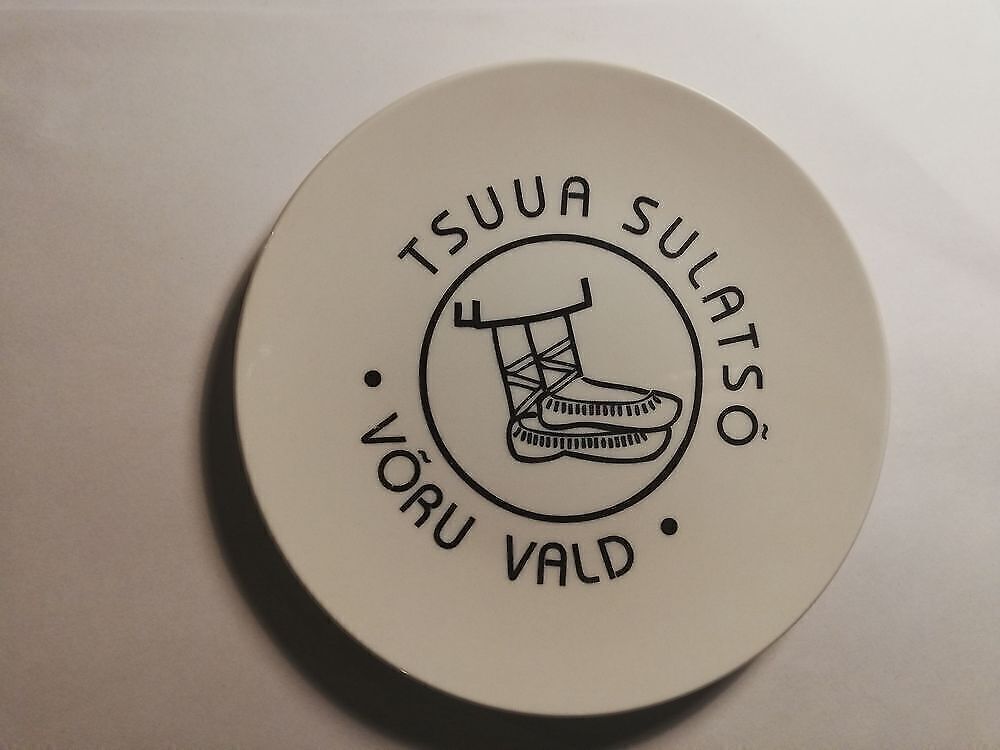 TSUUA SULATSÕ
• VÕRU VALD •